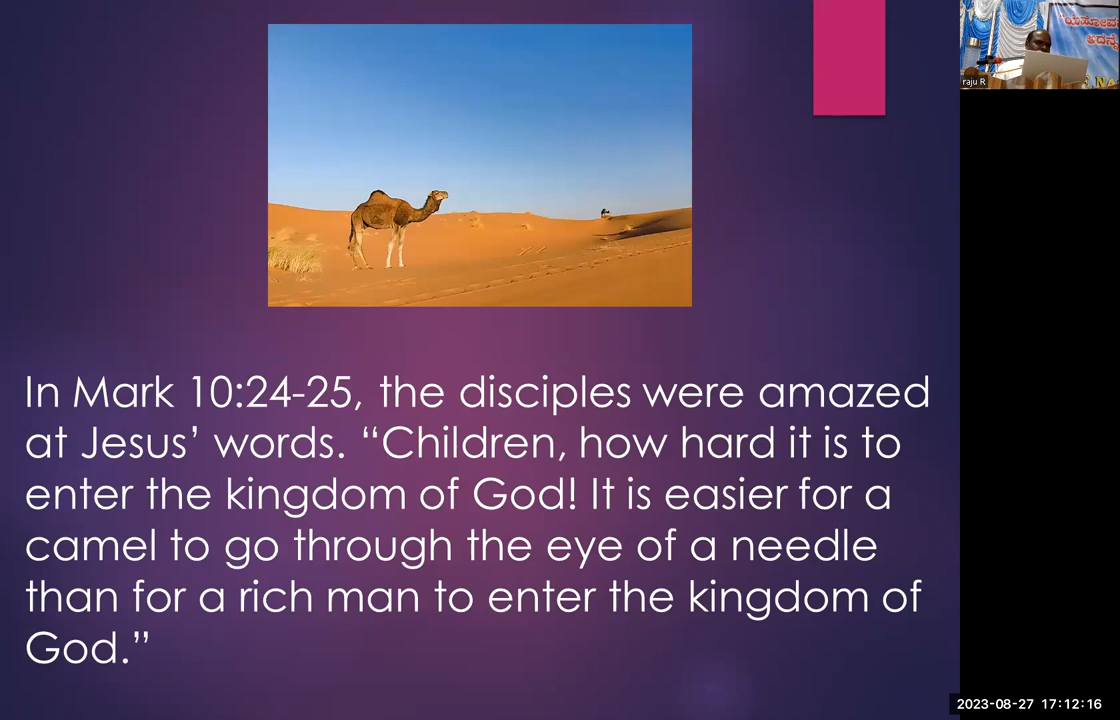 In Mark 10:24-25, the disciples were amazed
at Jesus’ words. “Children, how hard it is to
enter the kingdom of God! It is easier for a
camel to go through the eye of a needle
than for a rich man to enter the kingdom of
God.”
raju R
2023-08-27 17:12:16